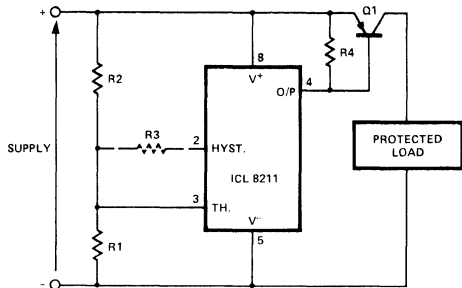 +
Q1
8
V+
R4
4
O/P
R2
R3
2
HYST.
SUPPLY
ICL 8211
PROTECTED
LOAD
3
TH.
V-
5
R1
-